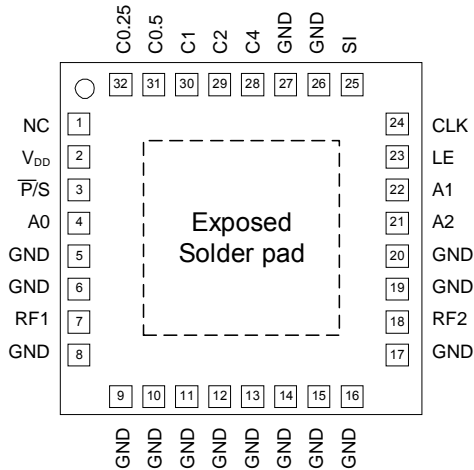 C0.25 C0.5 C1 C2 C4 GND GND SI
32 31 30 29 28 27 26 25
NC 1 24 CLK
VDD 2 23 LE
P̅/S 3 22 A1
A0 4 21 A2
GND 5 20 GND
GND 6 19 GND
RF1 7 18 RF2
GND 8 17 GND
Exposed
Solder pad
9 10 11 12 13 14 15 16
GND GND GND GND GND GND GND GND